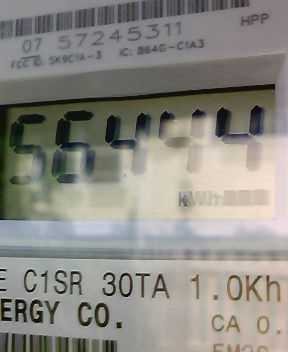 07 57245311 HPP
FCC ID: SK9C1A-3 IC: 864G-C1A3
56444
kWh
E C1SR 30TA 1.0Kh
ERGY CO. CA 0.